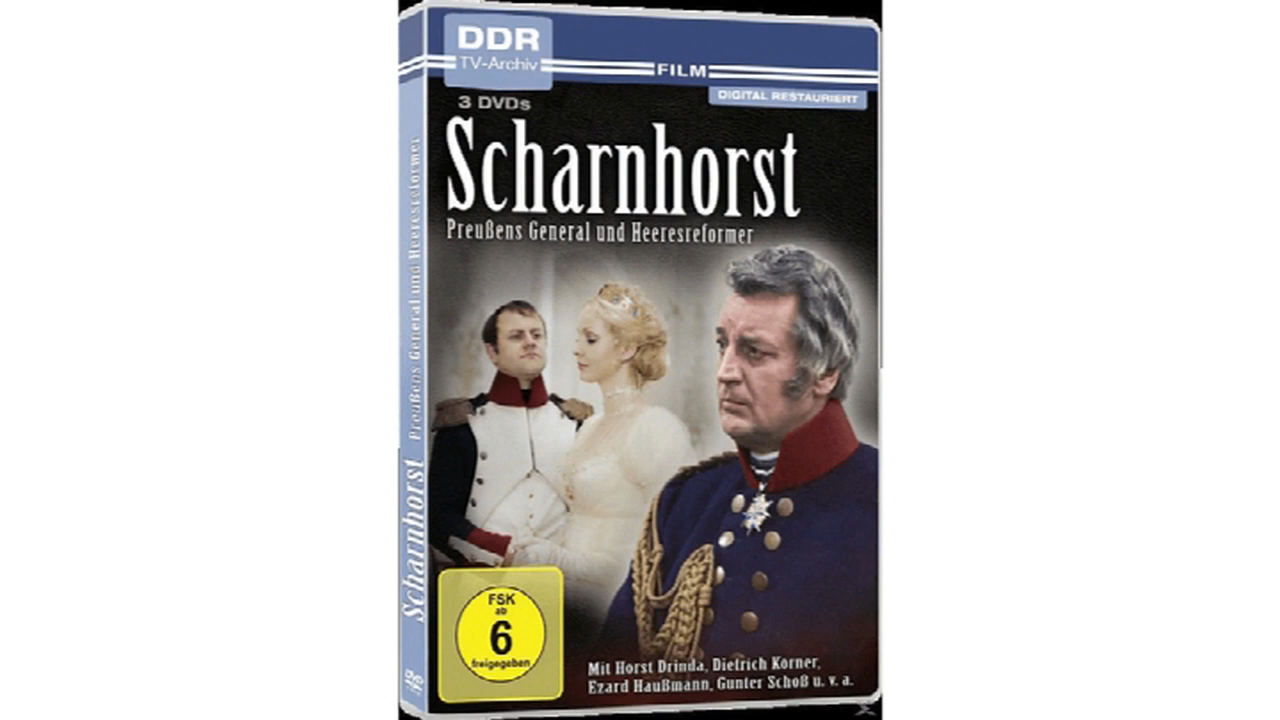 DDR
TV-Archiv
FILM
DIGITAL RESTAURIERT
3 DVDs
Scharnhorst
Preußens General und Heeresreformer
Scharnhorst Preußens General und Heeresreformer
FSK
ab
6
freigegeben
Mit Horst Drinda, Dietrich Körner,
Ezard Haußmann, Gunter Schoß u. v. a.
DVD